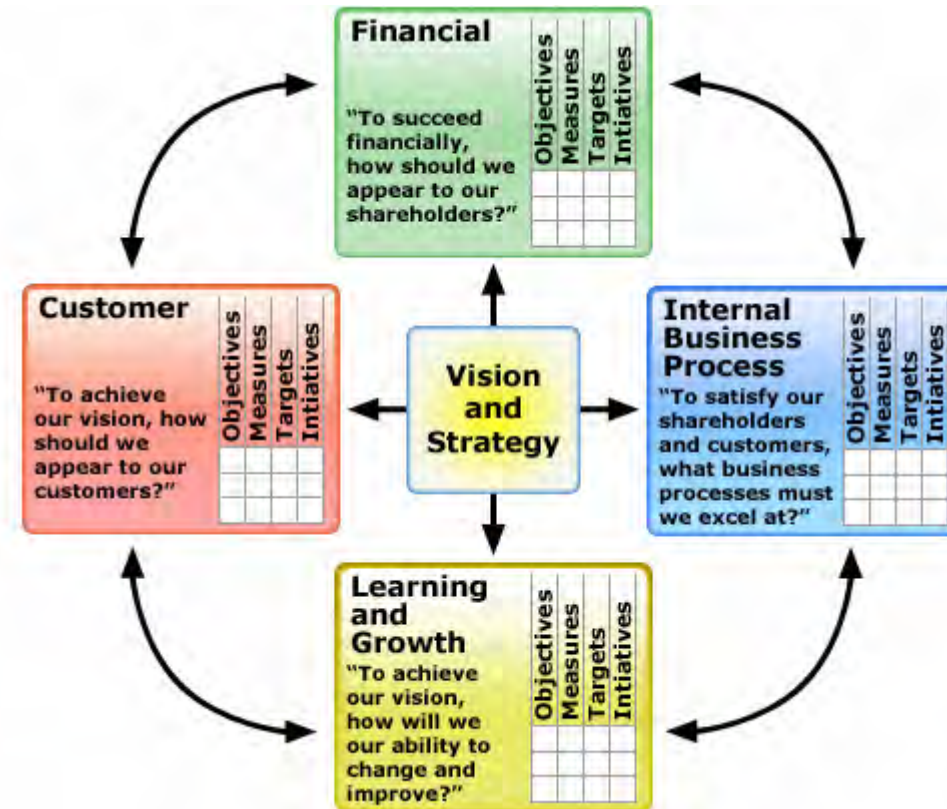 Financial
“To succeed
financially,
how should we
appear to our
shareholders?”
Objectives
Measures
Targets
Intiatives
Customer
“To achieve
our vision, how
should we
appear to our
customers?”
Objectives
Measures
Targets
Intiatives
Vision
and
Strategy
Internal
Business
Process
“To satisfy our
shareholders
and customers,
what business
processes must
we excel at?”
Objectives
Measures
Targets
Intiatives
Learning
and
Growth
“To achieve
our vision,
how will we
our ability to
change and
improve?”
Objectives
Measures
Targets
Intiatives